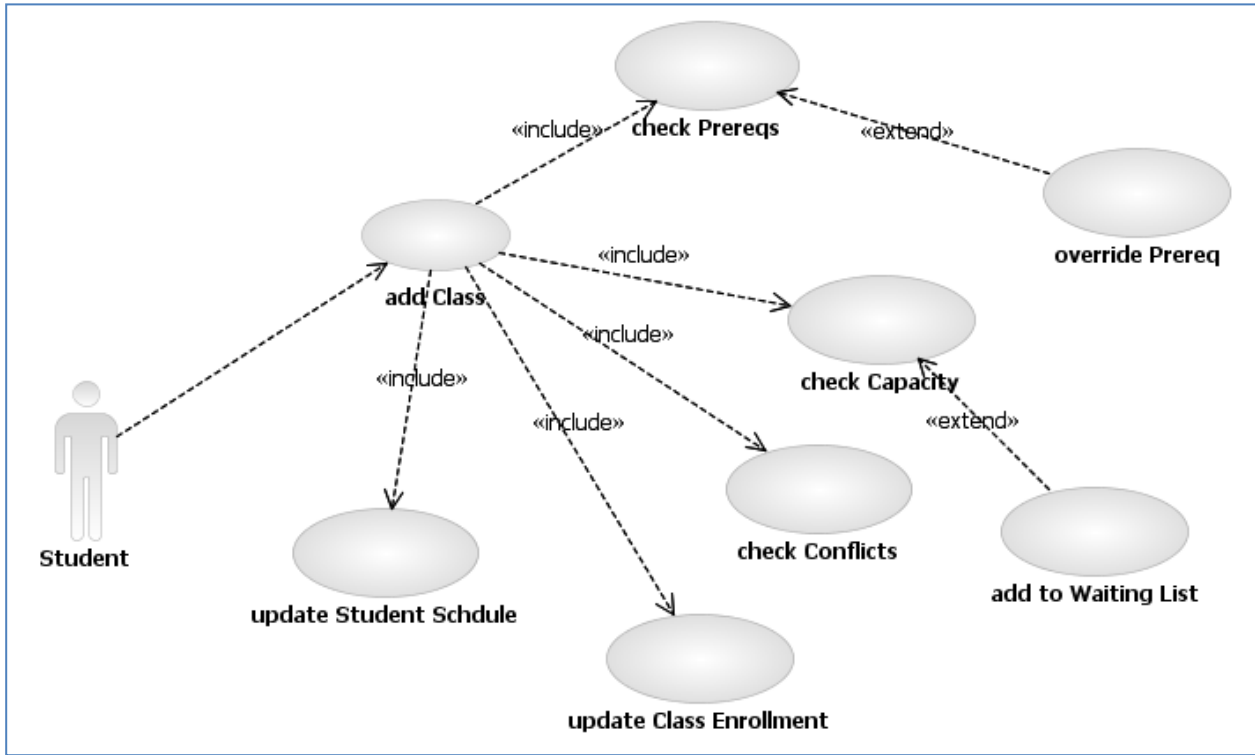 check Prereqs
«include»
«extend»
override Prereq
add Class
«include»
«include»
check Capacity
«include»
«include»
«extend»
Student
check Conflicts
add to Waiting List
update Student Schdule
update Class Enrollment